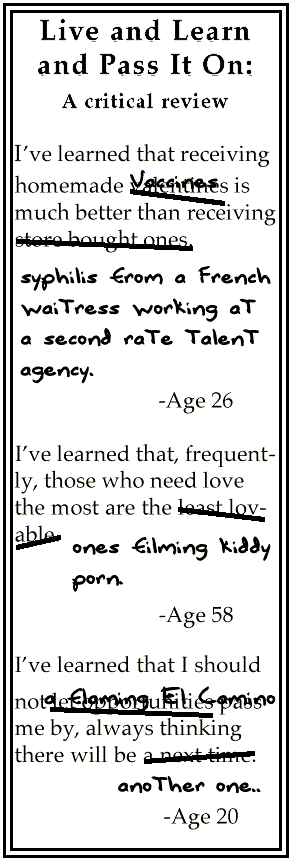 Live and Learn
and Pass It On:
A critical review
I've learned that receiving
Vaccines
homemade valentines is
much better than receiving
store bought ones.
syphilis from a French
waiTress working aT
a second raTe TalenT
agency.
-Age 26
I've learned that, frequent-
ly, those who need love
the most are the least lov-
able.
ones filming kiddy
porn.
-Age 58
I've learned that I should
a flaming El Camino
not let opportunities pass
me by, always thinking
there will be a next time.
anoTher one..
-Age 20